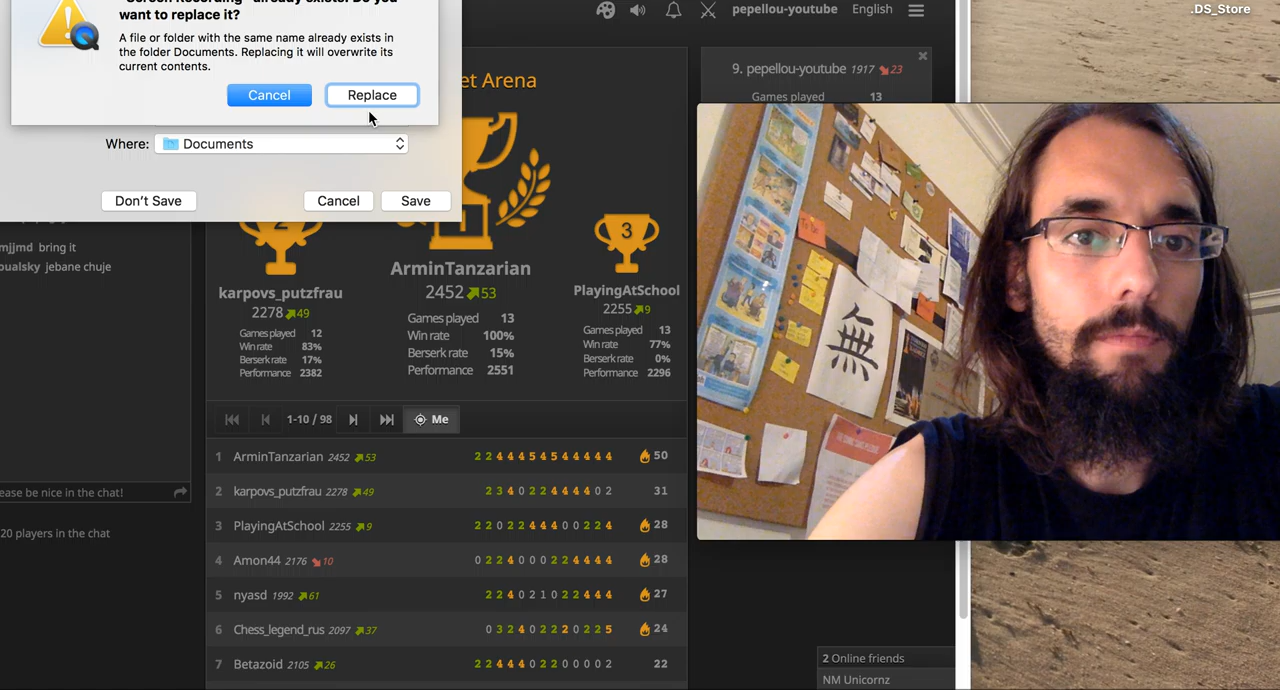 "Screen Recording" already exists. Do you
want to replace it?
A file or folder with the same name already exists in
the folder Documents. Replacing it will overwrite its
current contents.
Cancel
Replace
Where:
Documents
Don't Save
Cancel
Save
pepellou-youtube
English
.DS_Store
et Arena
9. pepellou-youtube 1917 23
Games played 13
2
3
karpovs_putzfrau
2278 49
Games played 12
Win rate 83%
Berserk rate 17%
Performance 2382
ArminTanzarian
2452 53
Games played 13
Win rate 100%
Berserk rate 15%
Performance 2551
PlayingAtSchool
2255 9
Games played 13
Win rate 77%
Berserk rate 0%
Performance 2296
mjjmd bring it
oualsky jebane chuje
ease be nice in the chat!
20 players in the chat
1-10 / 98
Me
1 ArminTanzarian 2452 53 2 2 4 4 4 5 4 5 4 4 4 4 4 50
2 karpovs_putzfrau 2278 49 2 3 4 0 2 2 4 4 4 4 0 2 31
3 PlayingAtSchool 2255 9 2 2 0 2 2 4 4 4 0 0 2 2 4 28
4 Amon44 2176 10 0 2 2 4 0 0 0 2 2 4 4 4 4 28
5 nyasd 1992 61 2 2 4 0 2 1 0 2 2 4 4 4 27
6 Chess_legend_rus 2097 37 0 3 2 4 0 2 2 2 0 2 2 5 24
7 Betazoid 2105 26 2 2 4 4 4 0 2 2 0 0 0 0 2 22
2 Online friends
NM Unicornz
無